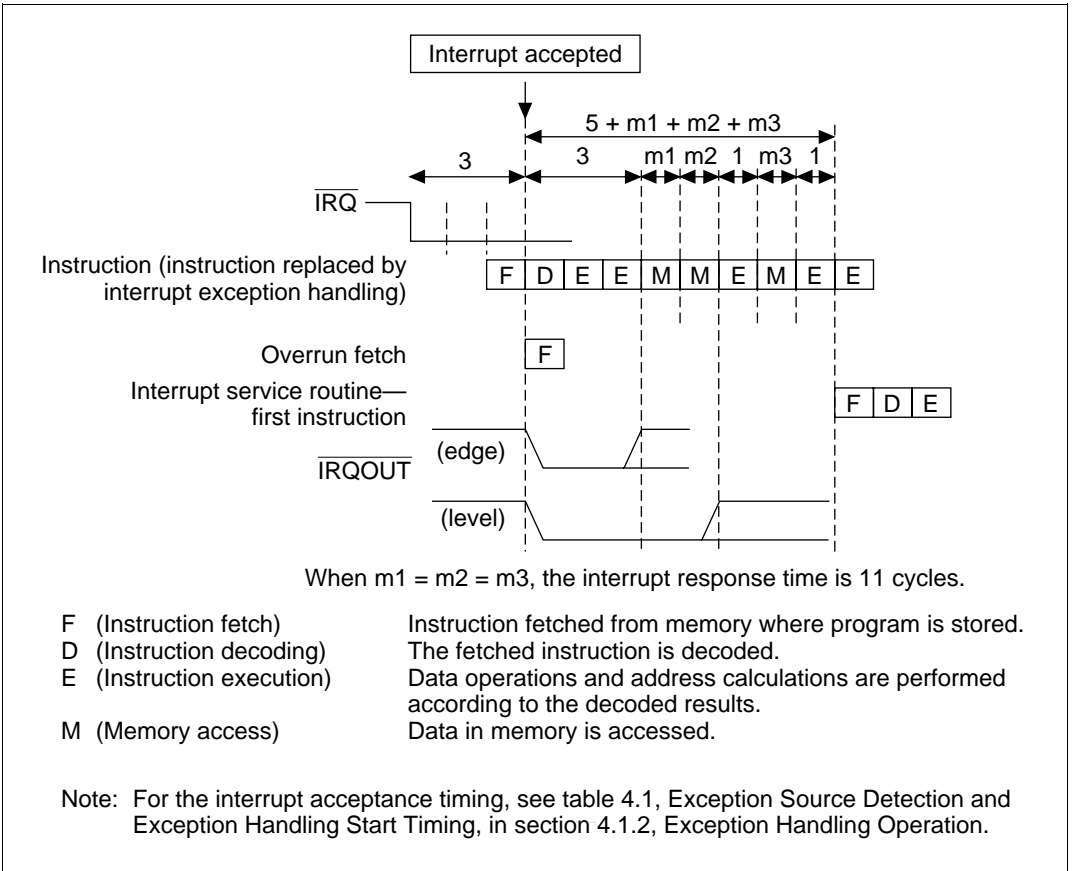 Interrupt accepted
5 + m1 + m2 + m3
3 3 m1 m2 1 m3 1
IRQ
Instruction (instruction replaced by
interrupt exception handling)
F D E E M M E M E E
Overrun fetch
F
Interrupt service routine—
first instruction
F D E
(edge)
IRQOUT
(level)
When m1 = m2 = m3, the interrupt response time is 11 cycles.
F (Instruction fetch) Instruction fetched from memory where program is stored.
D (Instruction decoding) The fetched instruction is decoded.
E (Instruction execution) Data operations and address calculations are performed
according to the decoded results.
M (Memory access) Data in memory is accessed.
Note: For the interrupt acceptance timing, see table 4.1, Exception Source Detection and
Exception Handling Start Timing, in section 4.1.2, Exception Handling Operation.